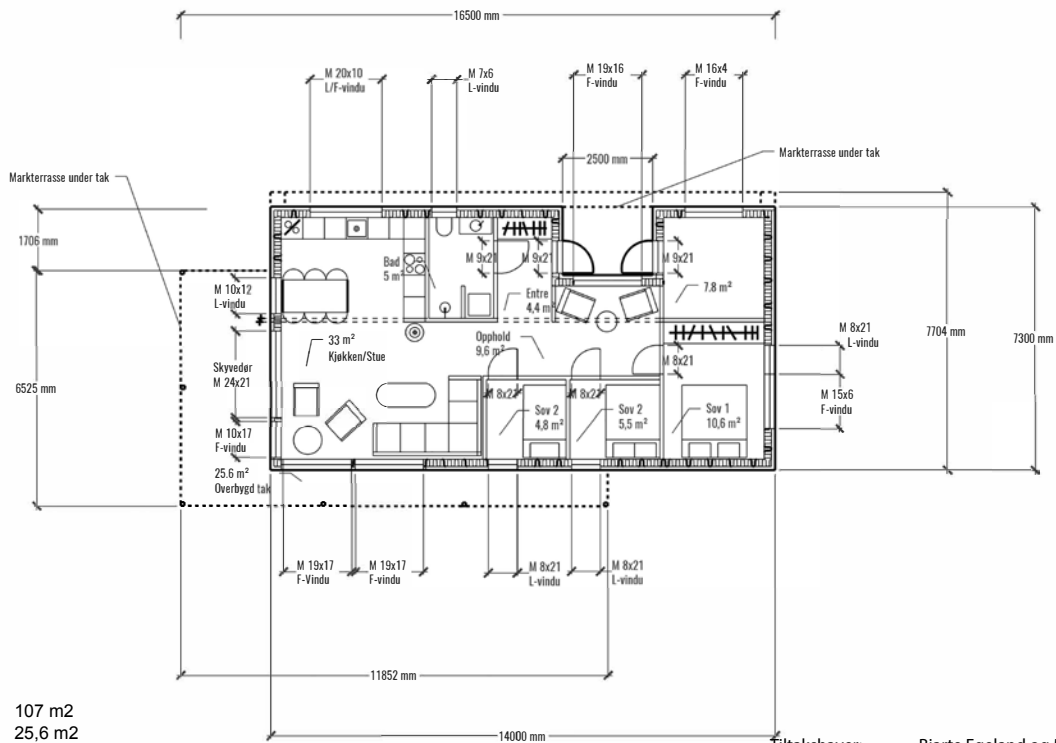 16500 mm
M 20x10
L/F-vindu
M 7x6
L-vindu
M 19x16
F-vindu
M 16x4
F-vindu
2500 mm
Markterrasse under tak
Markterrasse under tak
1706 mm
Bad
5 m²
M 9x21
M 9x21
M 9x21
Entre
4,4 m²
7.8 m²
M 10x12
L-vindu
33 m²
Kjøkken/Stue
Opphold
9,6 m²
M 8x21
L-vindu
7704 mm
7300 mm
6525 mm
Skyvedør
M 24x21
M 8x21
M 8x21
M 8x21
M 15x6
F-vindu
Sov 2
4,8 m²
Sov 2
5,5 m²
Sov 1
10,6 m²
M 10x17
F-vindu
25.6 m²
Overbygd tak
M 19x17
F-Vindu
M 19x17
F-vindu
M 8x21
L-vindu
M 8x21
L-vindu
11852 mm
107 m2
25,6 m2
14000 mm
Tiltakshaver: Bjarte Egeland og